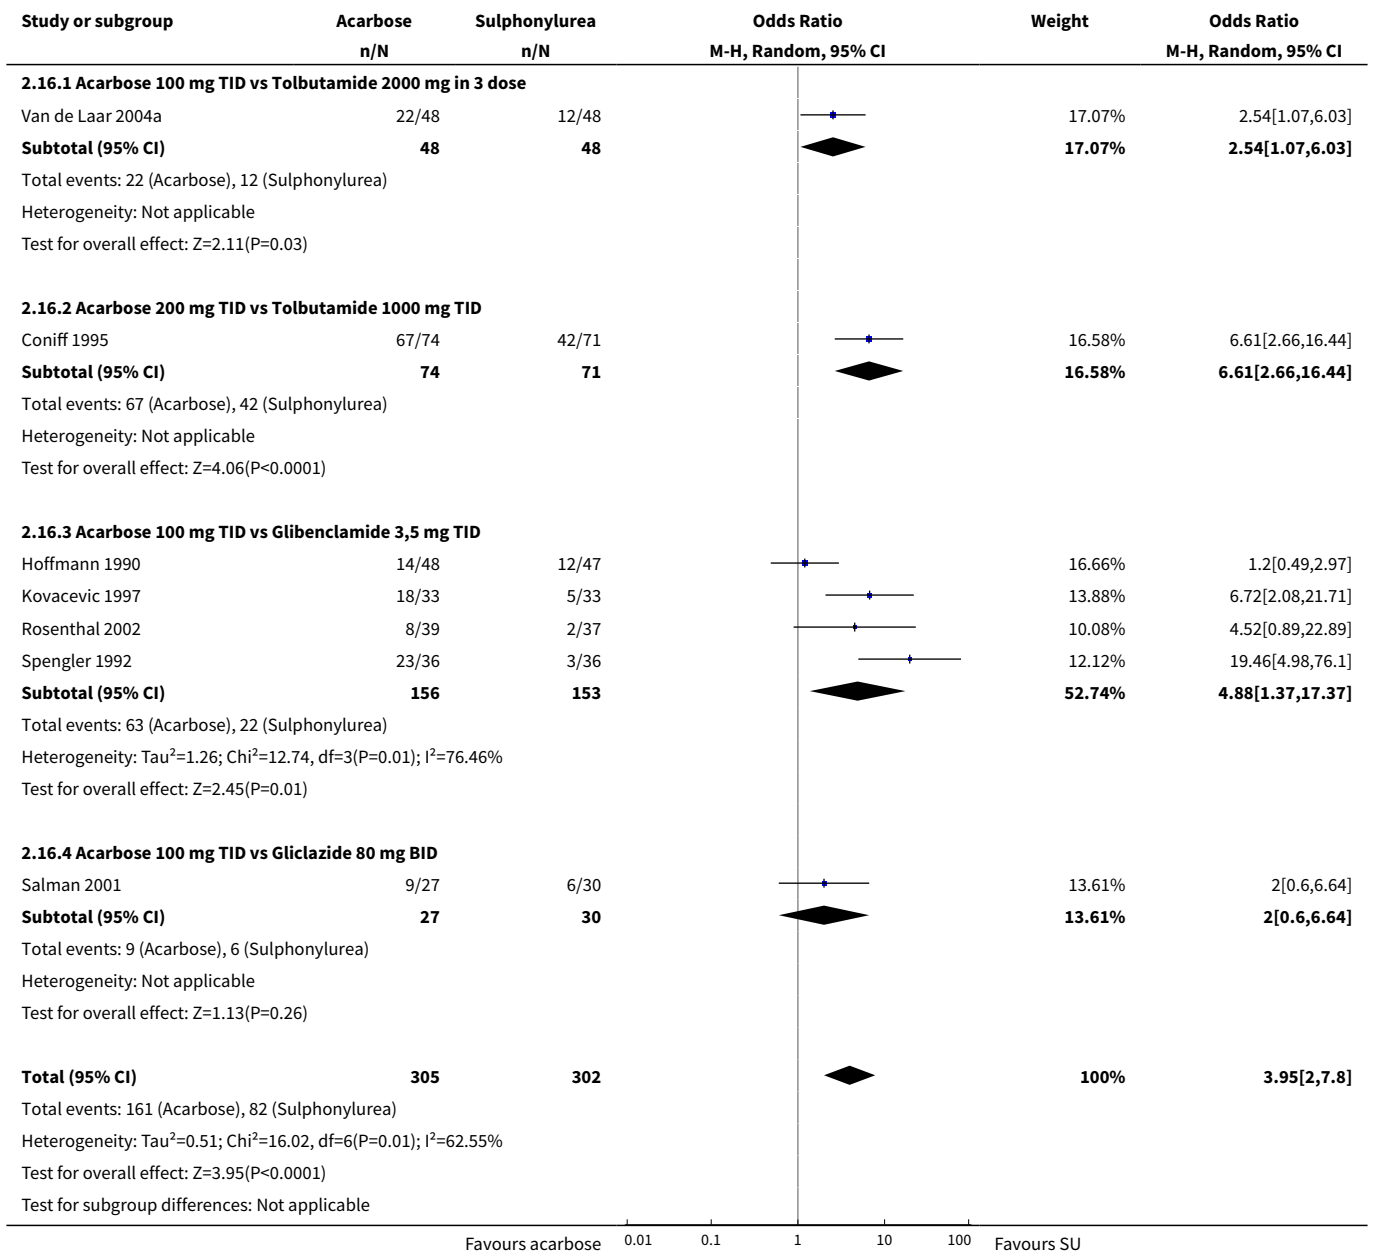 Study or subgroup Acarbose Sulphonylurea Odds Ratio Weight Odds Ratio
n/N n/N M-H, Random, 95% CI M-H, Random, 95% CI
2.16.1 Acarbose 100 mg TID vs Tolbutamide 2000 mg in 3 dose
Van de Laar 2004a 22/48 12/48 17.07% 2.54[1.07,6.03]
Subtotal (95% CI) 48 48 17.07% 2.54[1.07,6.03]
Total events: 22 (Acarbose), 12 (Sulphonylurea)
Heterogeneity: Not applicable
Test for overall effect: Z=2.11(P=0.03)
2.16.2 Acarbose 200 mg TID vs Tolbutamide 1000 mg TID
Coniff 1995 67/74 42/71 16.58% 6.61[2.66,16.44]
Subtotal (95% CI) 74 71 16.58% 6.61[2.66,16.44]
Total events: 67 (Acarbose), 42 (Sulphonylurea)
Heterogeneity: Not applicable
Test for overall effect: Z=4.06(P<0.0001)
2.16.3 Acarbose 100 mg TID vs Glibenclamide 3,5 mg TID
Hoffmann 1990 14/48 12/47 16.66% 1.2[0.49,2.97]
Kovacevic 1997 18/33 5/33 13.88% 6.72[2.08,21.71]
Rosenthal 2002 8/39 2/37 10.08% 4.52[0.89,22.89]
Spengler 1992 23/36 3/36 12.12% 19.46[4.98,76.1]
Subtotal (95% CI) 156 153 52.74% 4.88[1.37,17.37]
Total events: 63 (Acarbose), 22 (Sulphonylurea)
Heterogeneity: Tau²=1.26; Chi²=12.74, df=3(P=0.01); I²=76.46%
Test for overall effect: Z=2.45(P=0.01)
2.16.4 Acarbose 100 mg TID vs Gliclazide 80 mg BID
Salman 2001 9/27 6/30 13.61% 2[0.6,6.64]
Subtotal (95% CI) 27 30 13.61% 2[0.6,6.64]
Total events: 9 (Acarbose), 6 (Sulphonylurea)
Heterogeneity: Not applicable
Test for overall effect: Z=1.13(P=0.26)
Total (95% CI) 305 302 100% 3.95[2,7.8]
Total events: 161 (Acarbose), 82 (Sulphonylurea)
Heterogeneity: Tau²=0.51; Chi²=16.02, df=6(P=0.01); I²=62.55%
Test for overall effect: Z=3.95(P<0.0001)
Test for subgroup differences: Not applicable
Favours acarbose 0.01 0.1 1 10 100 Favours SU